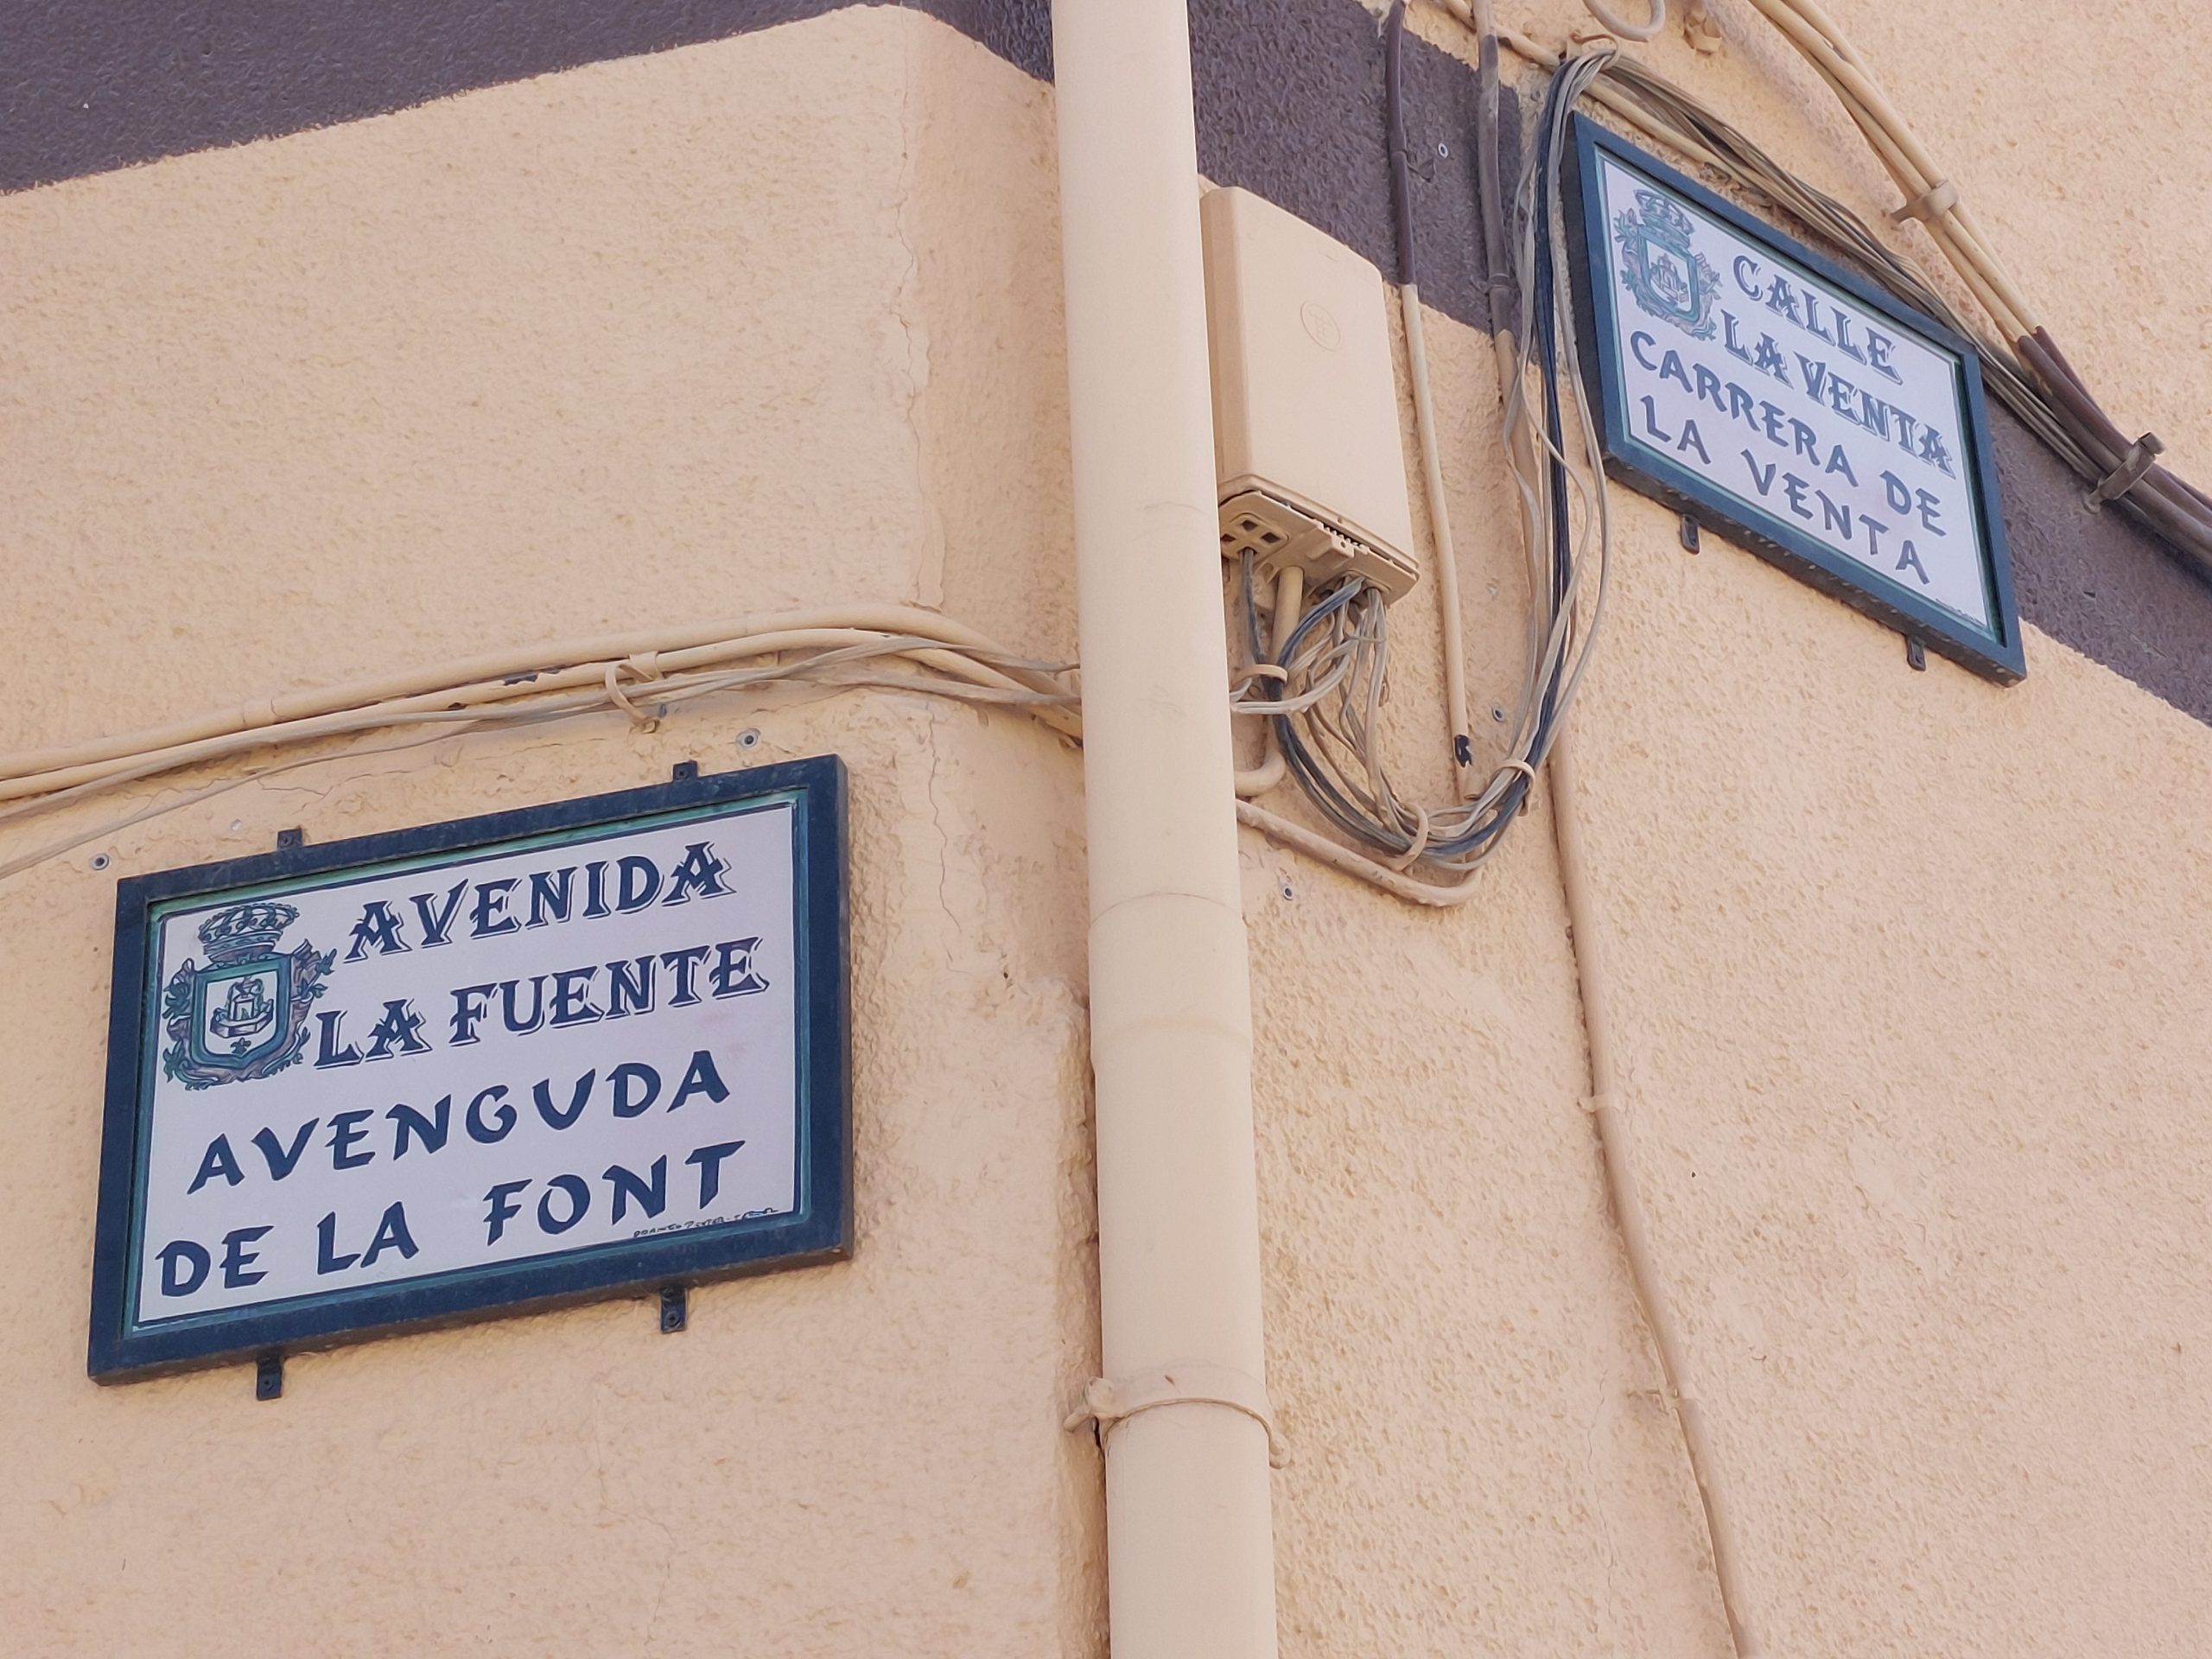 AVENIDA
LA FUENTE
AVENGUDA
DE LA FONT
CALLE
LA VENTA
CARRERA DE
LA VENTA